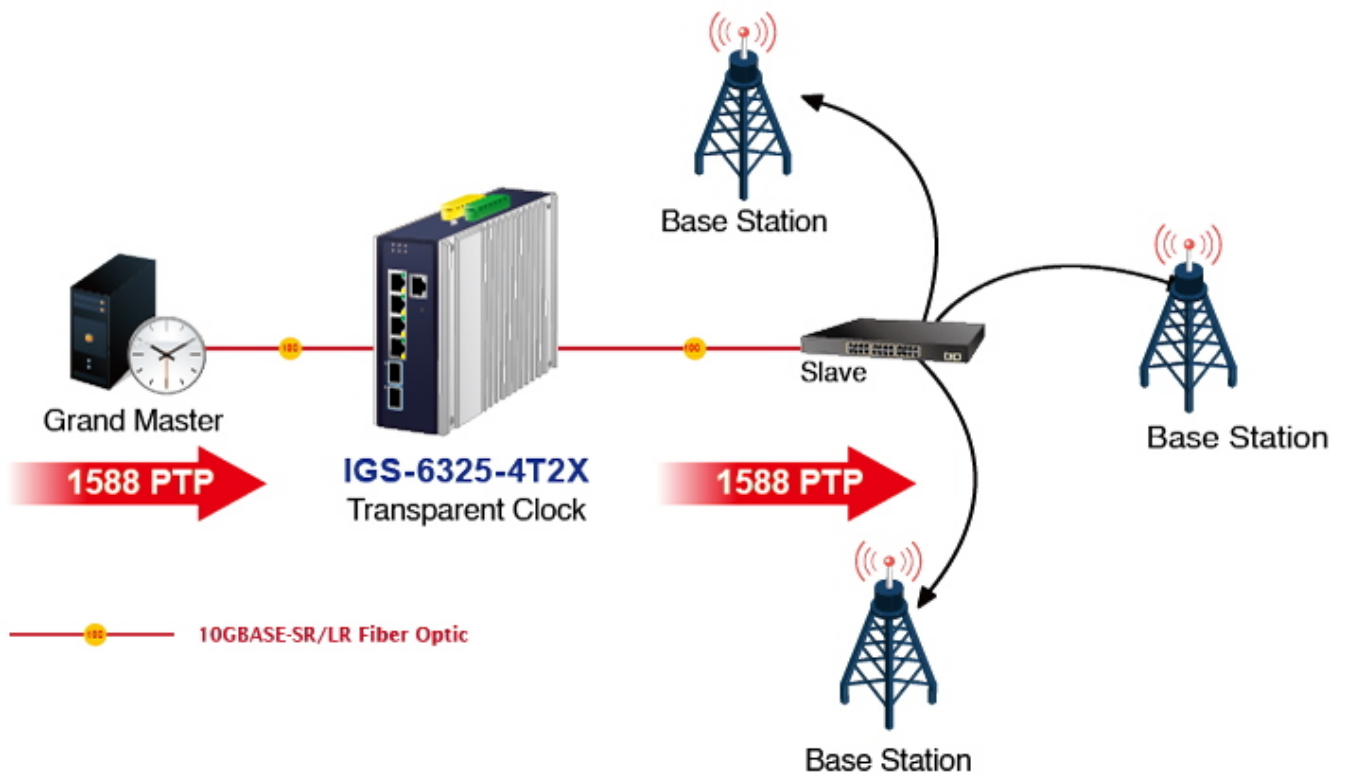 Base Station
Base Station
Slave
Grand Master
1588 PTP
IGS-6325-4T2X
Transparent Clock
1588 PTP
10GBASE-SR/LR Fiber Optic
Base Station